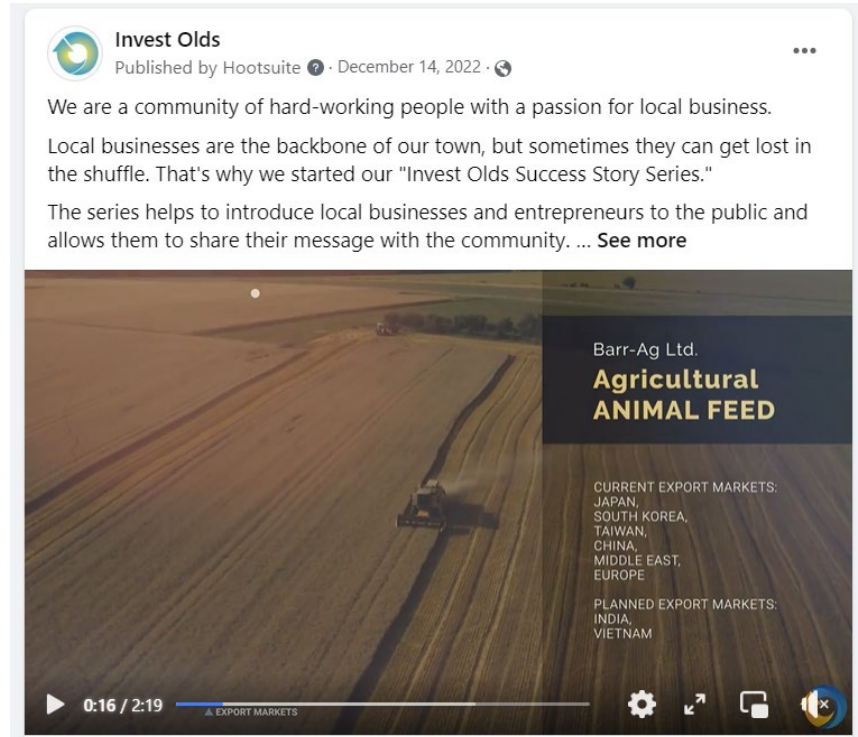 Invest Olds
Published by Hootsuite · December 14, 2022 ·
We are a community of hard-working people with a passion for local business.
Local businesses are the backbone of our town, but sometimes they can get lost in
the shuffle. That's why we started our "Invest Olds Success Story Series."
The series helps to introduce local businesses and entrepreneurs to the public and
allows them to share their message with the community. ... See more
Barr-Ag Ltd.
Agricultural
ANIMAL FEED
CURRENT EXPORT MARKETS:
JAPAN,
SOUTH KOREA,
TAIWAN,
CHINA,
MIDDLE EAST,
EUROPE
PLANNED EXPORT MARKETS:
INDIA,
VIETNAM
0:16 / 2:19
EXPORT MARKETS